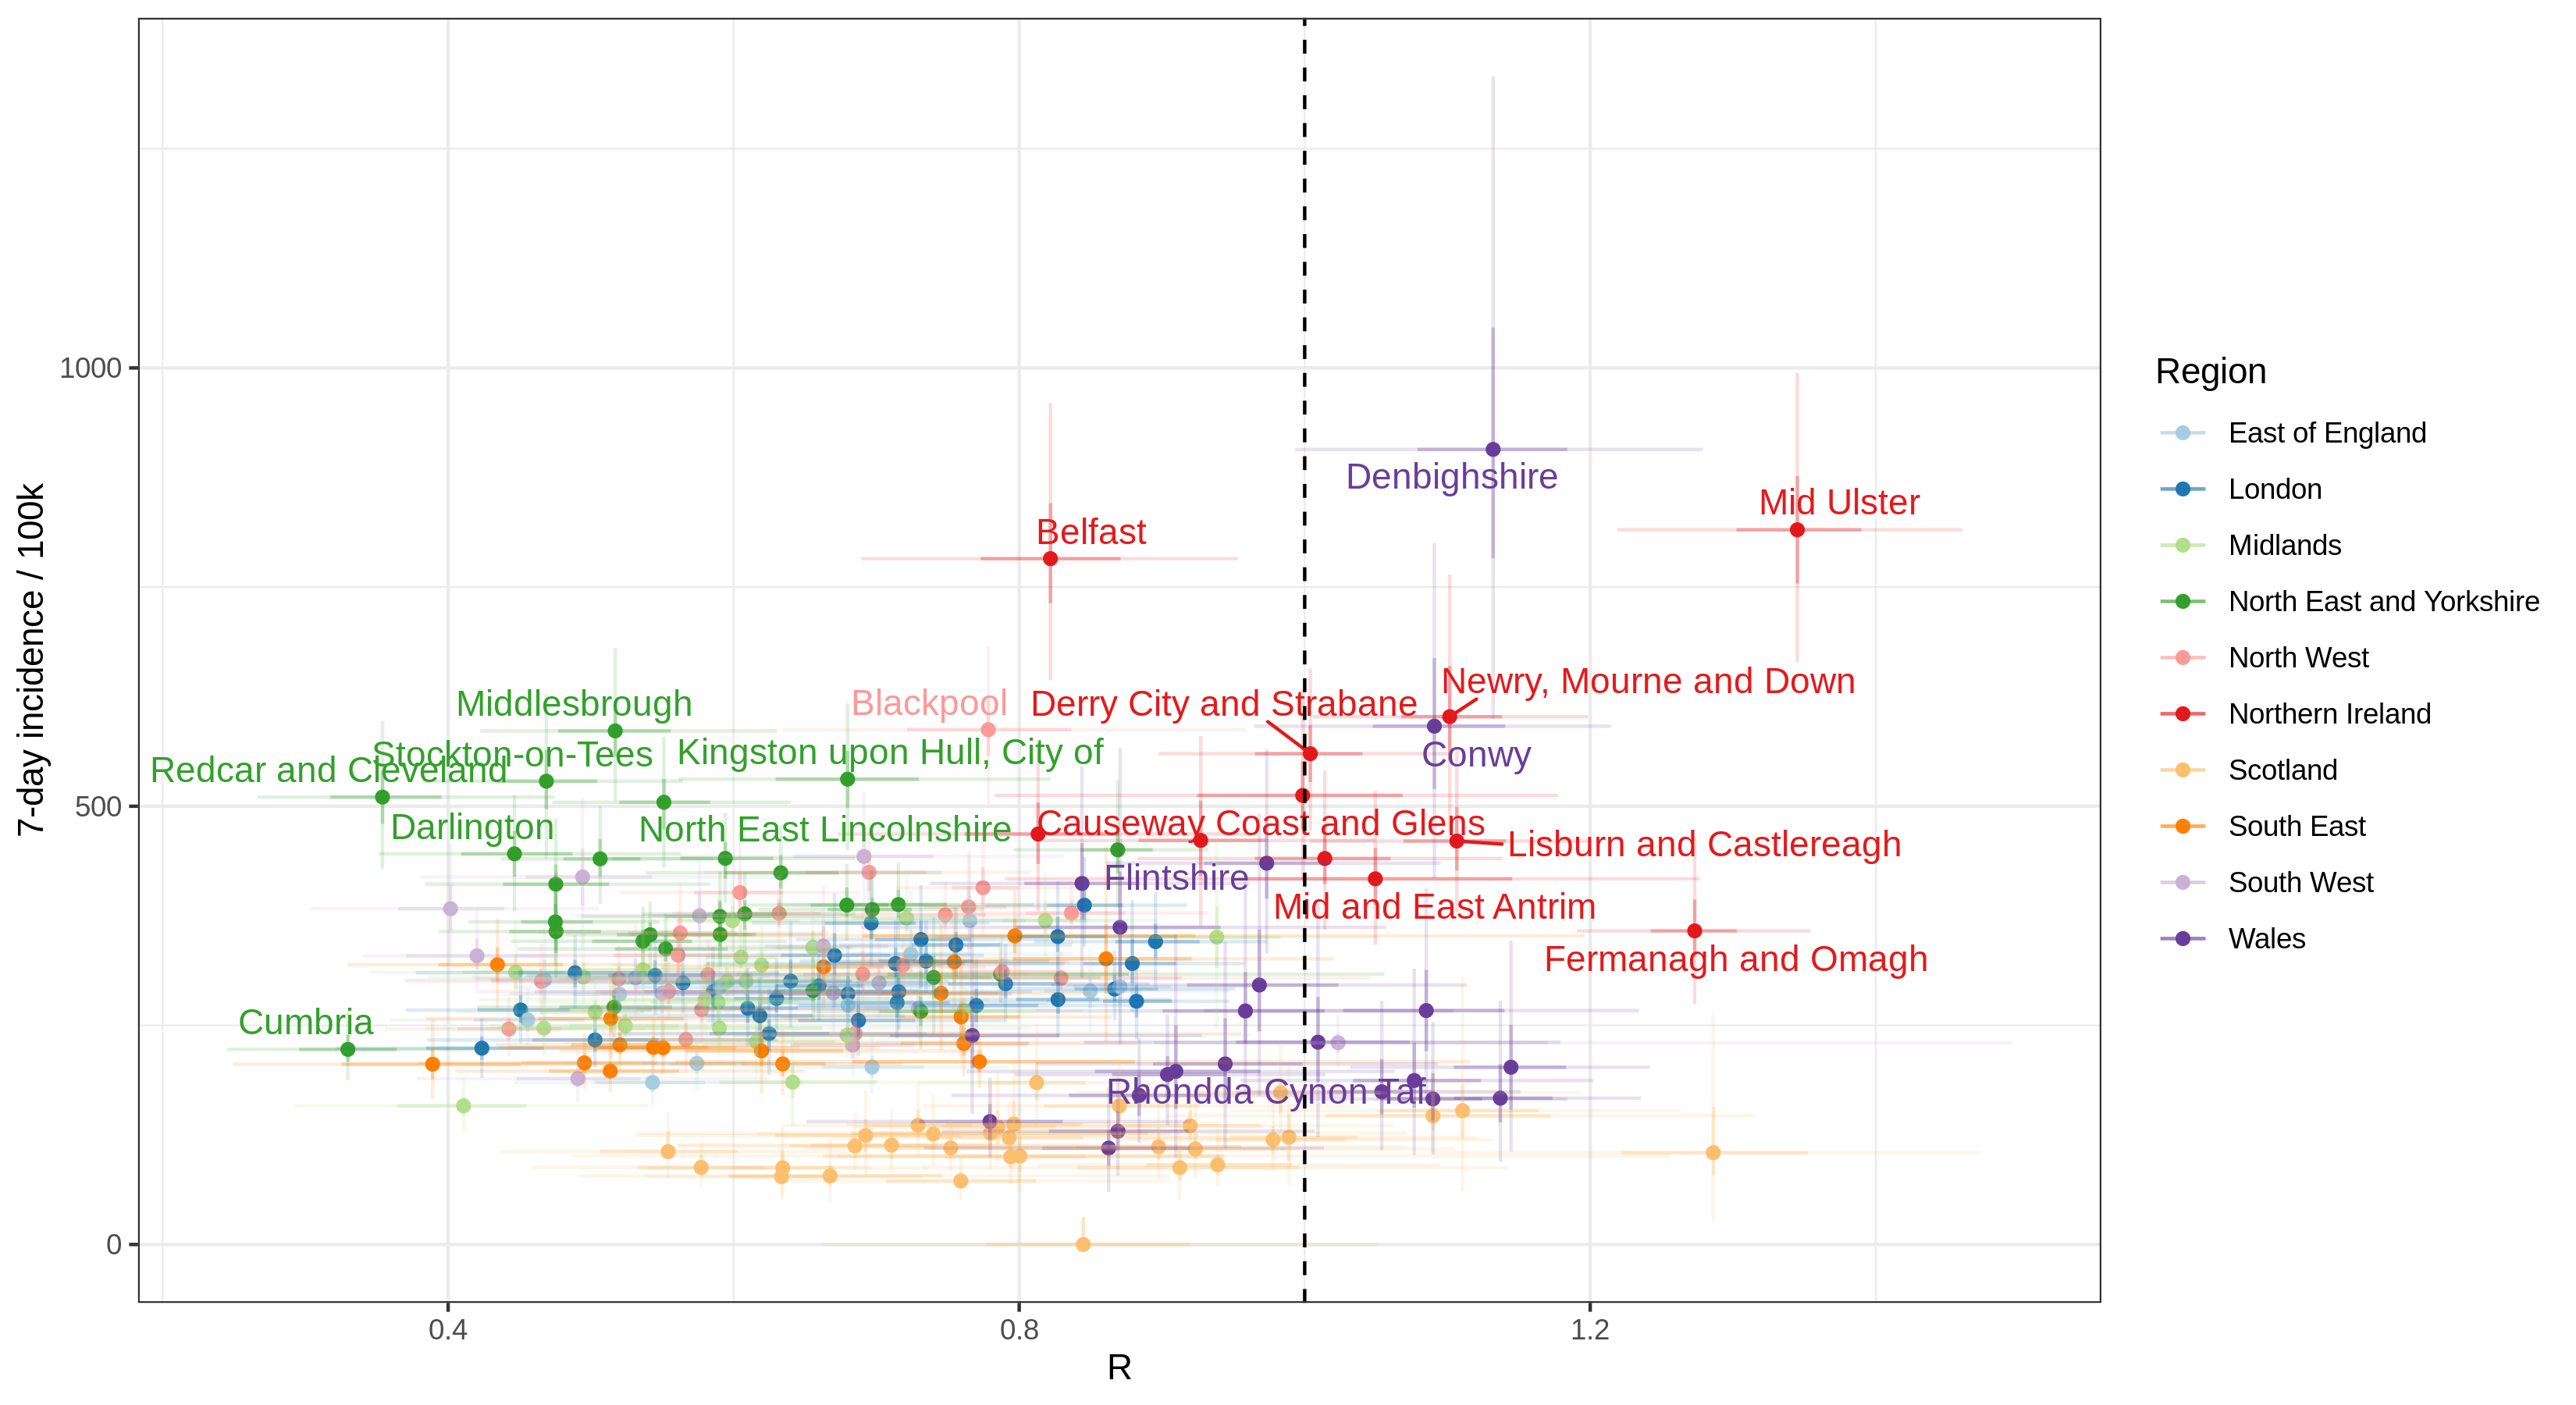 Denbighshire
Mid Ulster
Belfast
Newry, Mourne and Down
Middlesbrough
Blackpool
Derry City and Strabane
Stockton-on-Tees
Kingston upon Hull, City of
Conwy
Redcar and Cleveland
Darlington
North East Lincolnshire
Causeway Coast and Glens
Lisburn and Castlereagh
Flintshire
Mid and East Antrim
Fermanagh and Omagh
Cumbria
Rhondda Cynon Taf
1000
500
0
7-day incidence / 100k
0.4
0.8
1.2
R
Region
East of England
London
Midlands
North East and Yorkshire
North West
Northern Ireland
Scotland
South East
South West
Wales